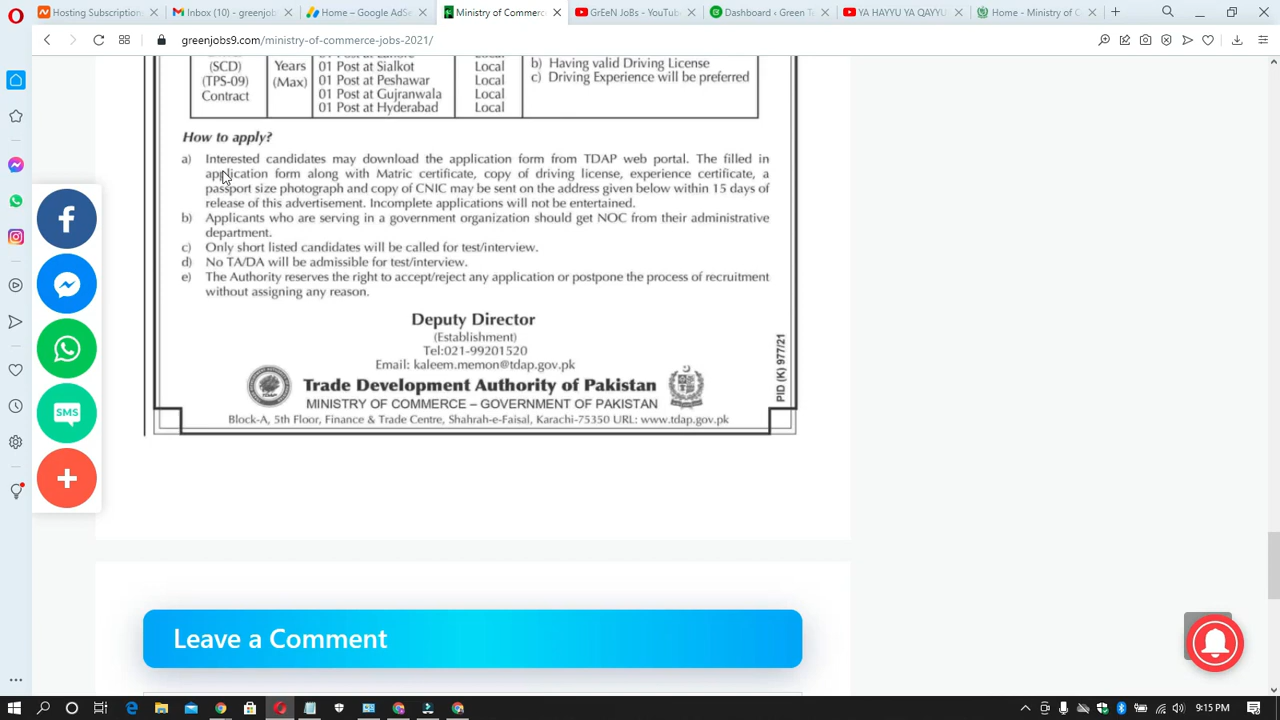 Hosting Subscriptions
Inbox (10) - greenjob
Home – Google AdSe
Ministry of Commerc
GrEeN JoBs - YouTub
Dashboard ‹ Green T
YA HAYYU YA QAYYU
Home - Ministry of C
greenjobs9.com/ministry-of-commerce-jobs-2021/
(SCD)
(TPS-09)
Contract
Years
(Max)
01 Post at Sialkot
01 Post at Peshawar
01 Post at Gujranwala
01 Post at Hyderabad
Local
Local
Local
Local
b) Having valid Driving License
c) Driving Experience will be preferred
How to apply?
a) Interested candidates may download the application form from TDAP web portal. The filled in
application form along with Matric certificate, copy of driving license, experience certificate, a
passport size photograph and copy of CNIC may be sent on the address given below within 15 days of
release of this advertisement. Incomplete applications will not be entertained.
b) Applicants who are serving in a government organization should get NOC from their administrative
department.
c) Only short listed candidates will be called for test/interview.
d) No TA/DA will be admissible for test/interview.
e) The Authority reserves the right to accept/reject any application or postpone the process of recruitment
without assigning any reason.
Deputy Director
(Establishment)
Tel:021-99201520
Email: kaleem.memon@tdap.gov.pk
Trade Development Authority of Pakistan
MINISTRY OF COMMERCE – GOVERNMENT OF PAKISTAN
Block-A, 5th Floor, Finance & Trade Centre, Shahrah-e-Faisal, Karachi-75350 URL: www.tdap.gov.pk
PID (K) 977/21
SMS
Leave a Comment
9:15 PM